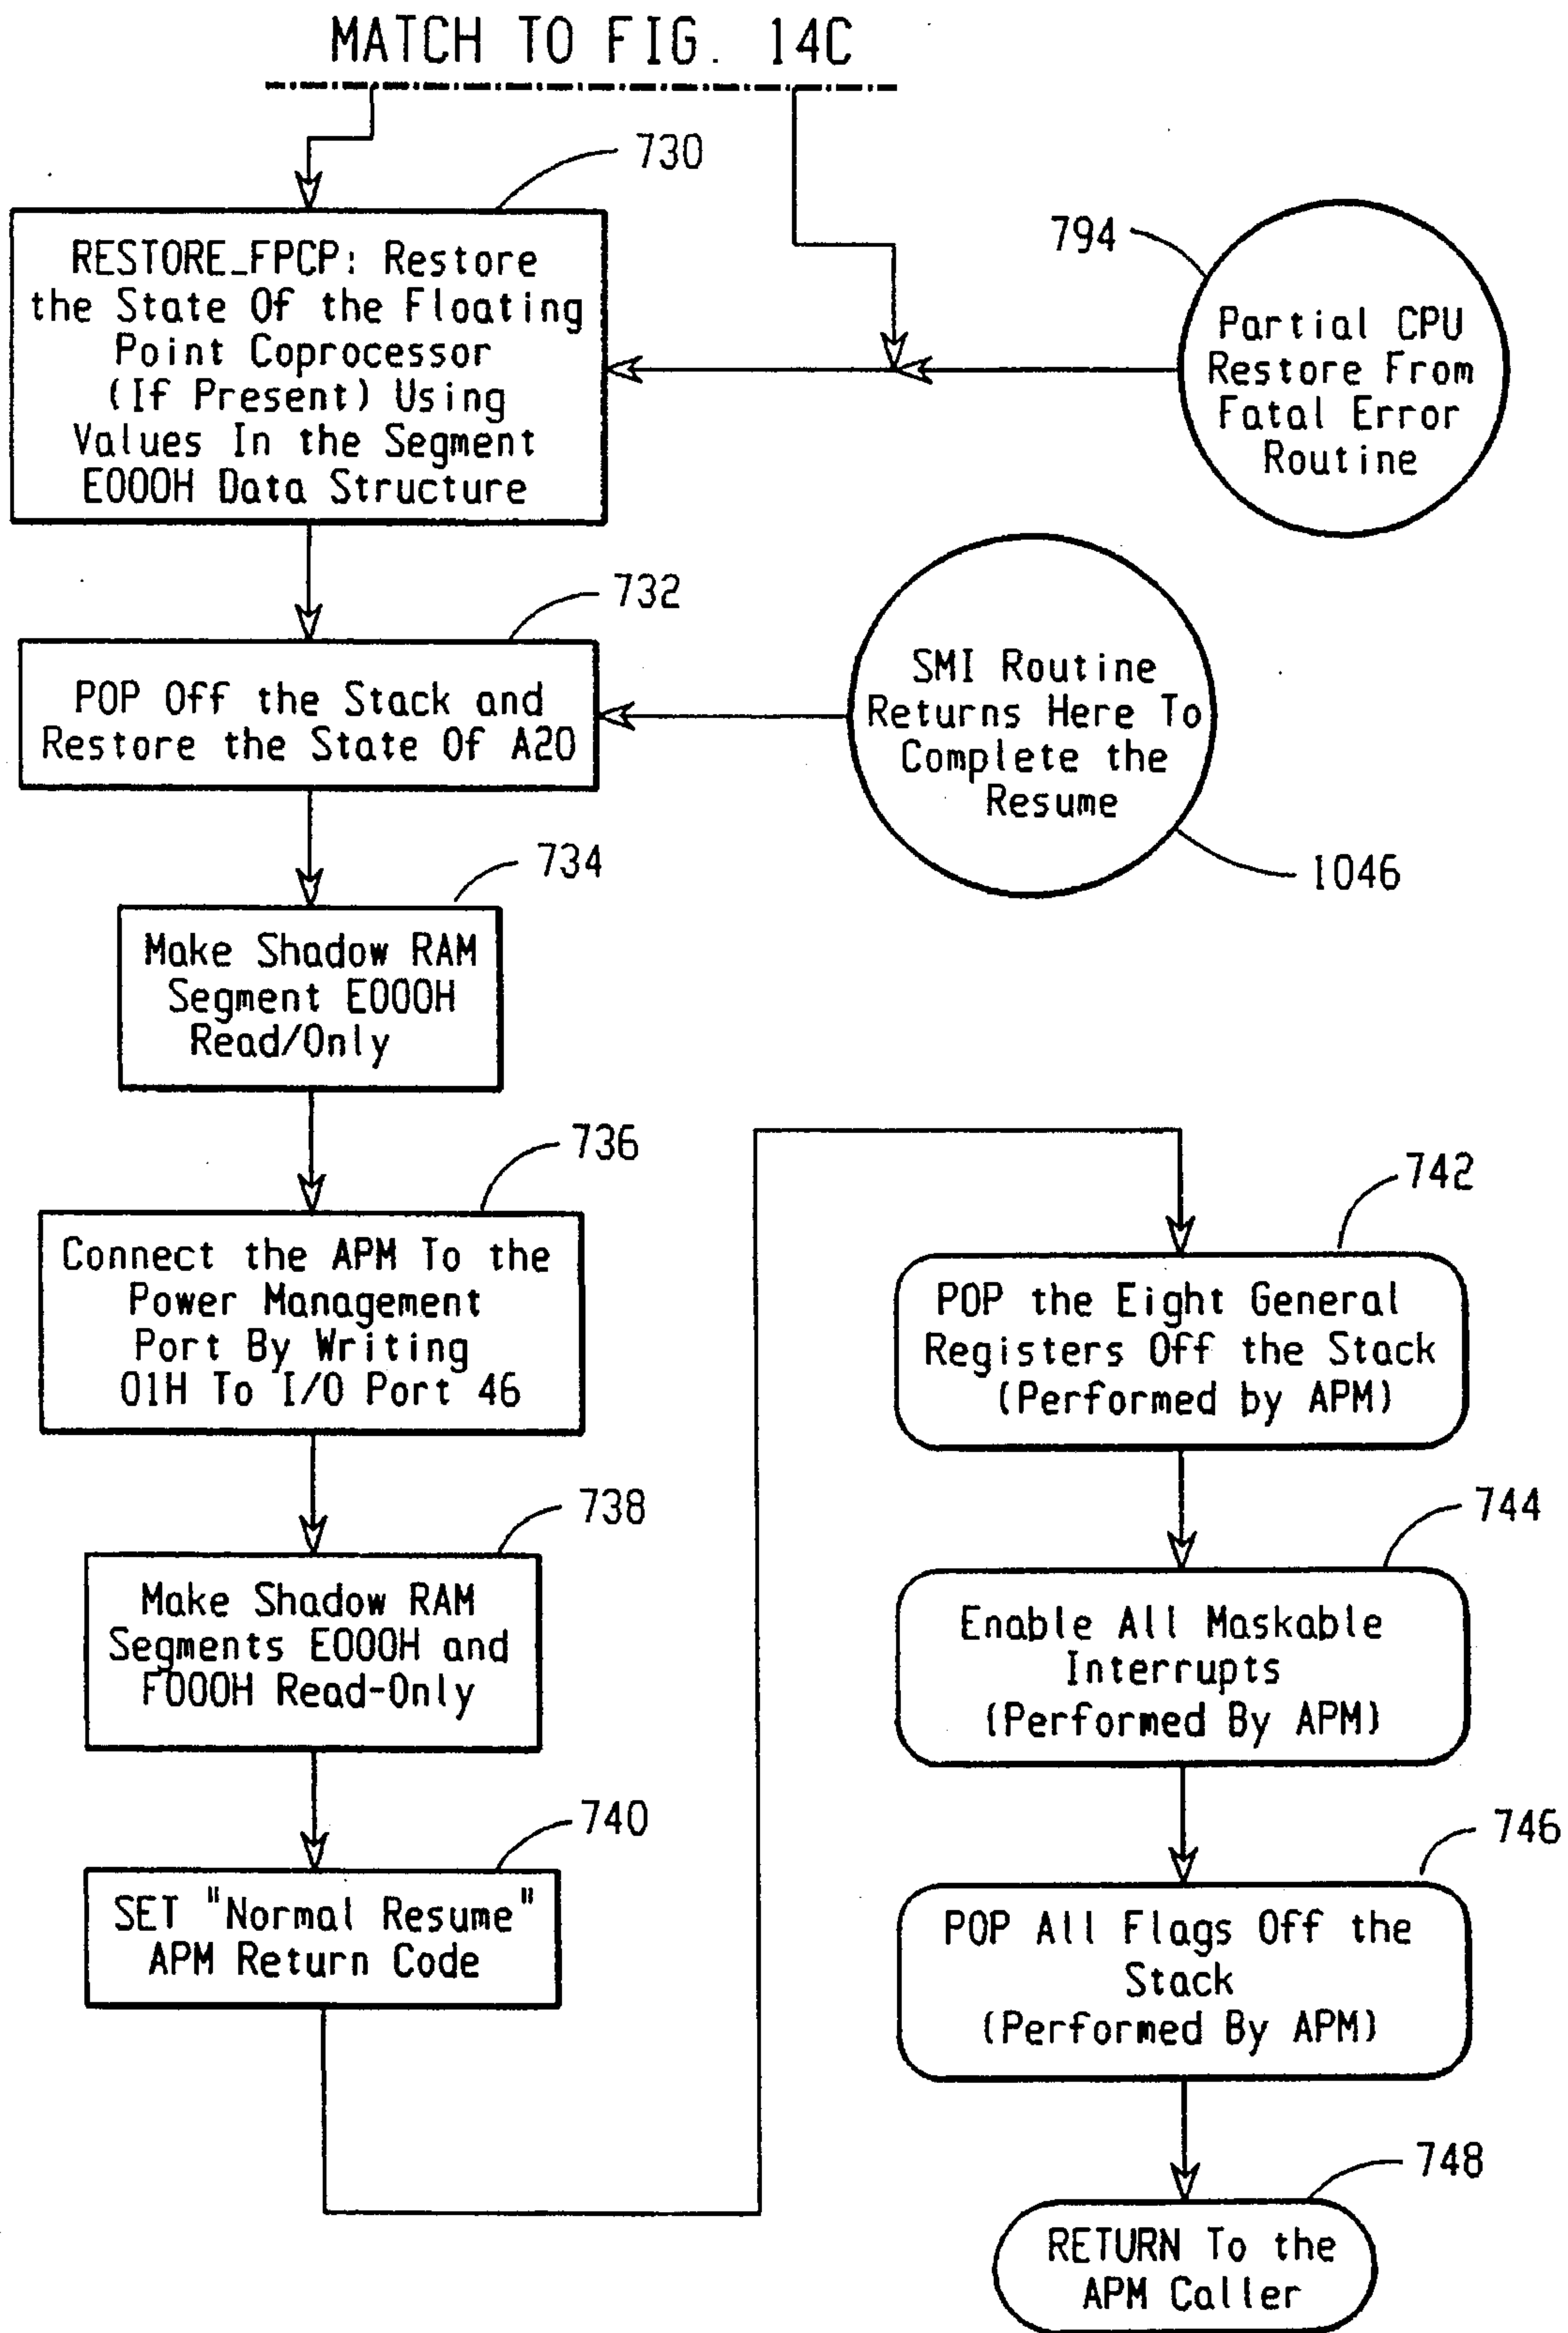 MATCH TO FIG. 14C
730
RESTORE_FPCP: Restore
the State Of the Floating
Point Coprocessor
(If Present) Using
Values In the Segment
E000H Data Structure
794
Partial CPU
Restore From
Fatal Error
Routine
732
POP Off the Stack and
Restore the State Of A20
SMI Routine
Returns Here To
Complete the
Resume
1046
734
Make Shadow RAM
Segment E000H
Read/Only
736
Connect the APM To the
Power Management
Port By Writing
01H To I/O Port 46
738
Make Shadow RAM
Segments E000H and
F000H Read-Only
740
SET "Normal Resume"
APM Return Code
742
POP the Eight General
Registers Off the Stack
(Performed by APM)
744
Enable All Maskable
Interrupts
(Performed By APM)
746
POP All Flags Off the
Stack
(Performed By APM)
748
RETURN To the
APM Caller